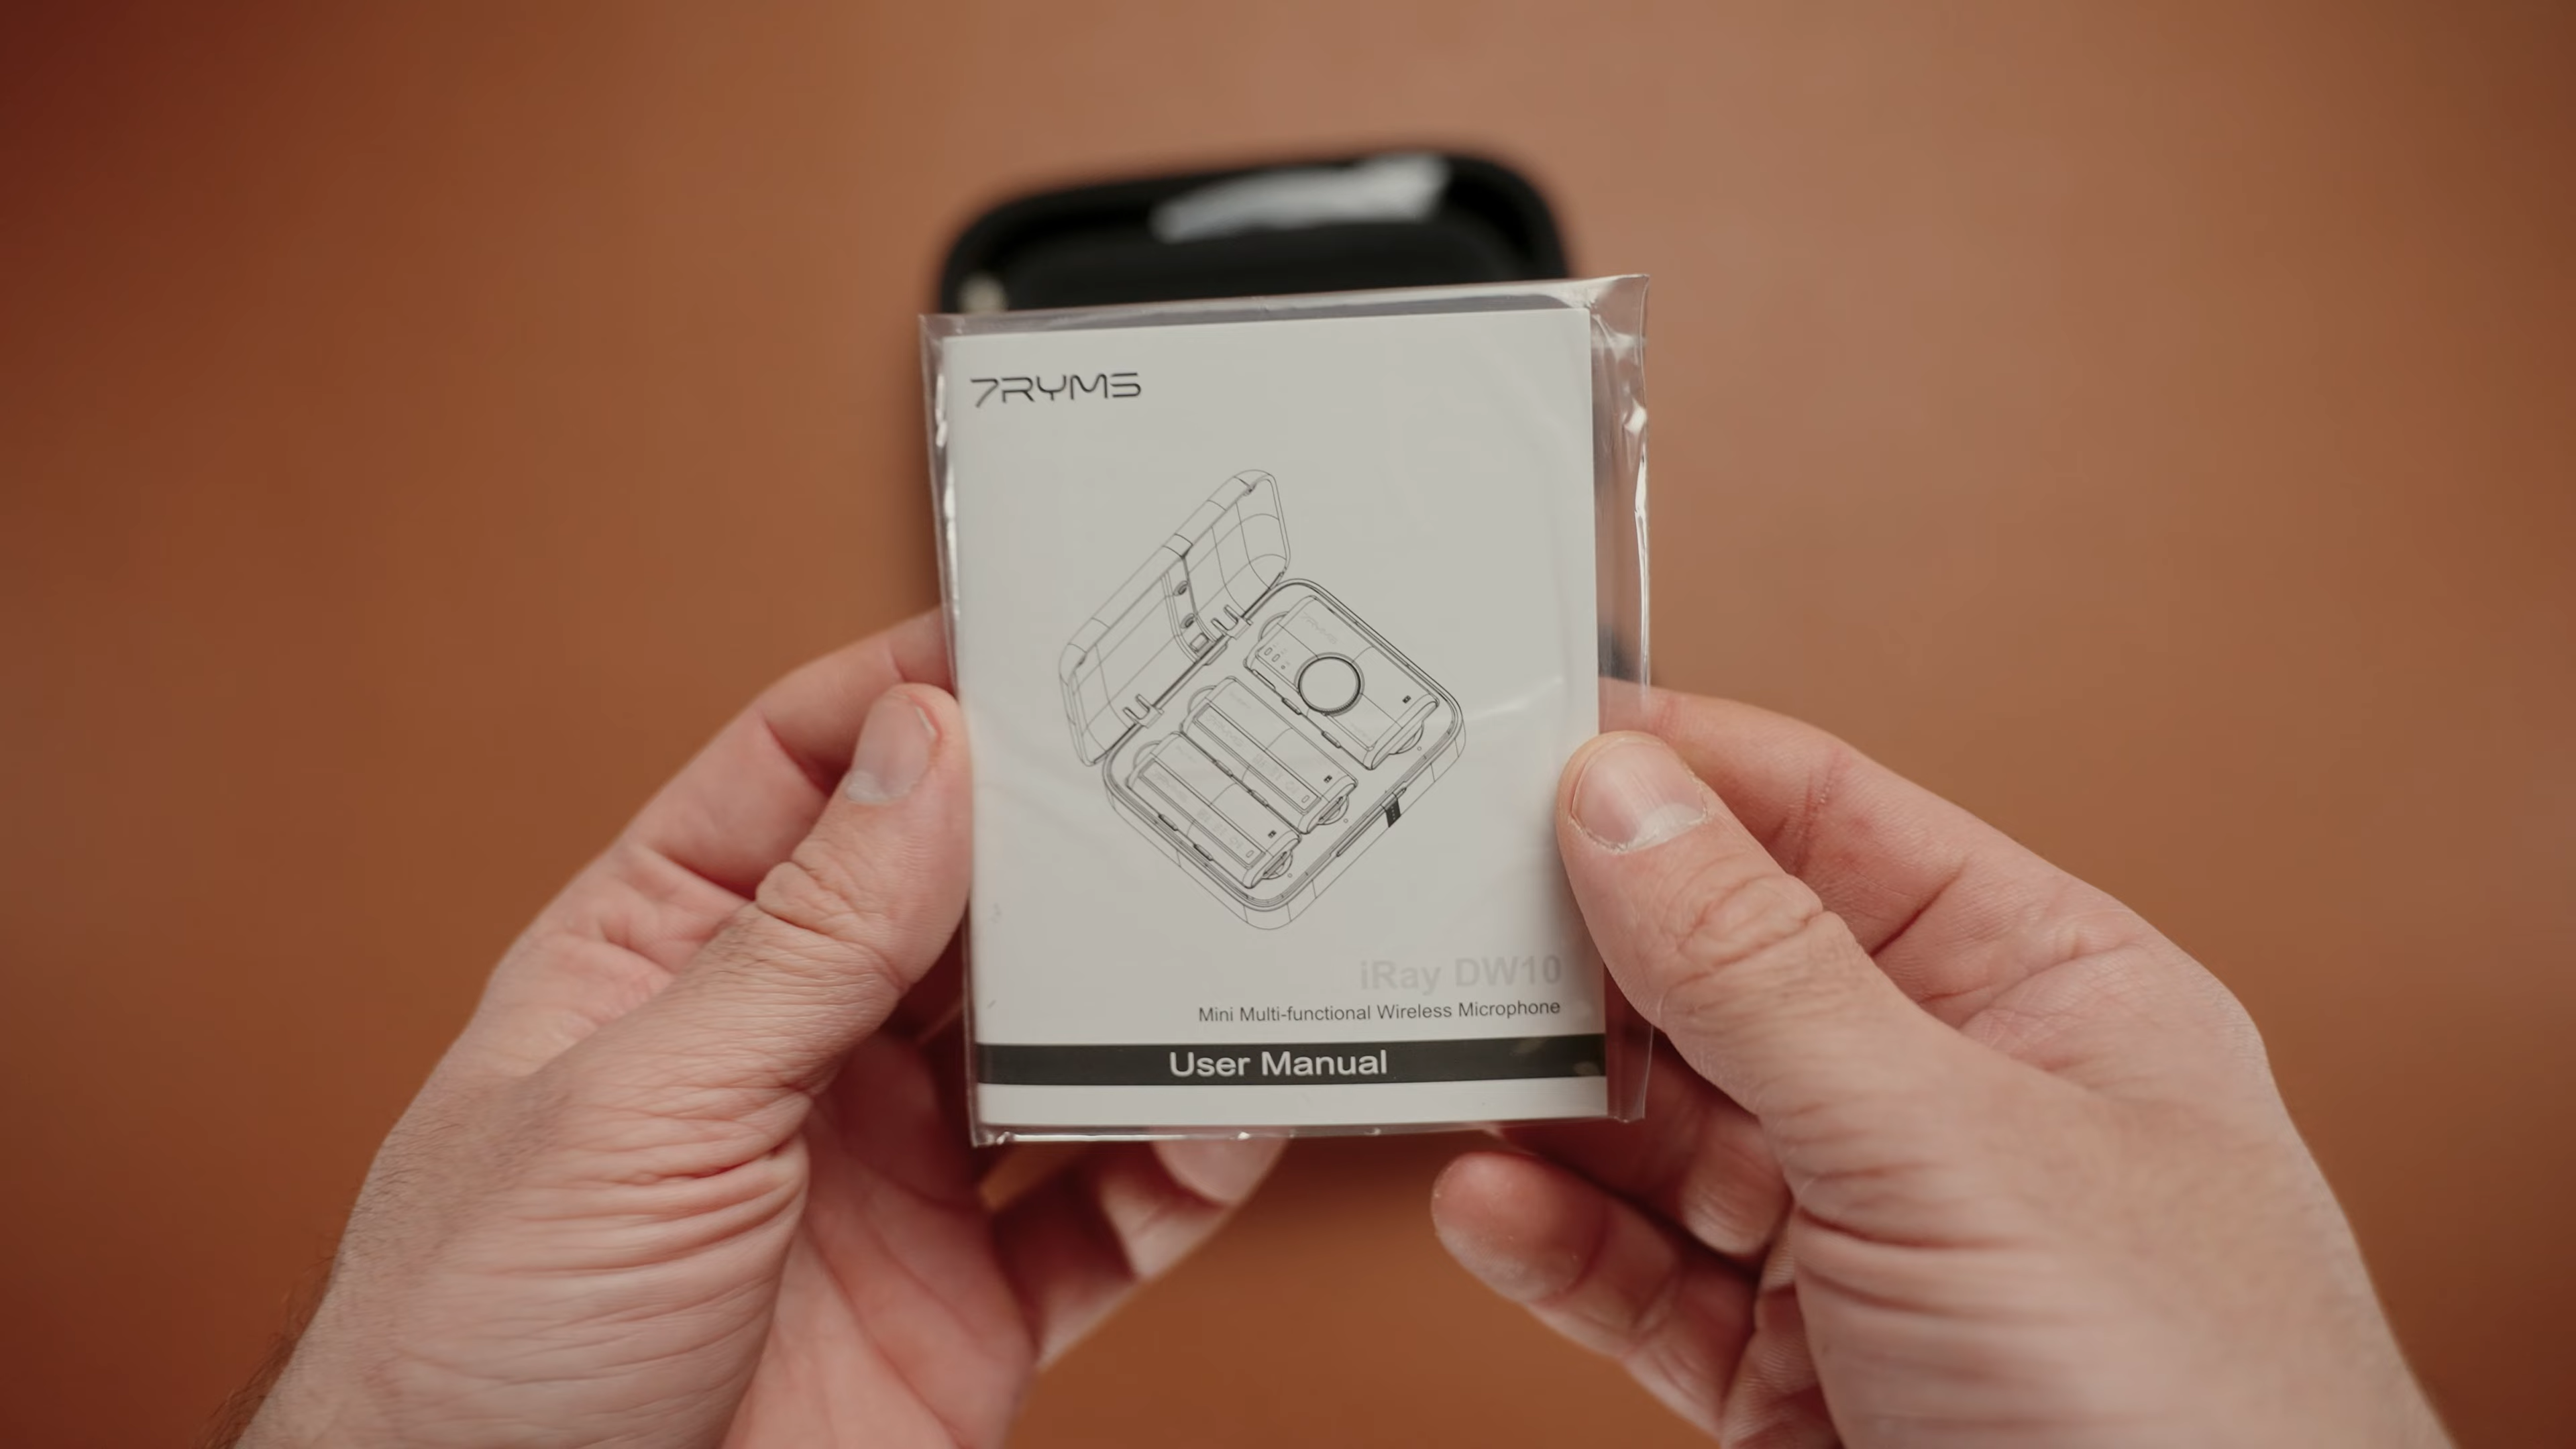 7RYMS
iRay DW10
Mini Multi-functional Wireless Microphone
User Manual